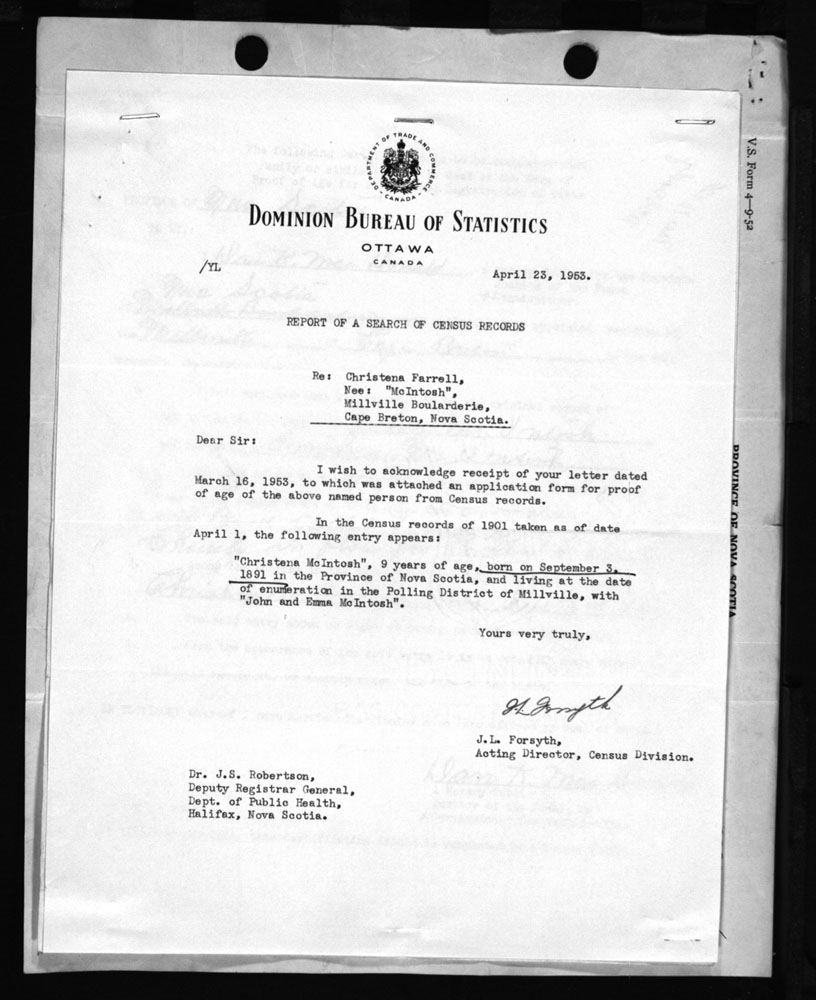 DEPARTMENT OF TRADE AND COMMERCE
CANADA
DOMINION BUREAU OF STATISTICS
OTTAWA
CANADA
/YL
April 23, 1953.
REPORT OF A SEARCH OF CENSUS RECORDS
Re: Christena Farrell,
Nee: "McIntosh",
Millville Boularderie,
Cape Breton, Nova Scotia.
Dear Sir:
I wish to acknowledge receipt of your letter dated
March 16, 1953, to which was attached an application form for proof
of age of the above named person from Census records.
In the Census records of 1901 taken as of date
April 1, the following entry appears:
"Christena McIntosh", 9 years of age, born on September 3,
1891 in the Province of Nova Scotia, and living at the date
of enumeration in the Polling District of Millville, with
"John and Emma McIntosh".
Yours very truly,
J.L. Forsyth
J.L. Forsyth,
Acting Director, Census Division.
Dr. J.S. Robertson,
Deputy Registrar General,
Dept. of Public Health,
Halifax, Nova Scotia.
V.S. Form 4—9-52
PROVINCE OF NOVA SCOTIA